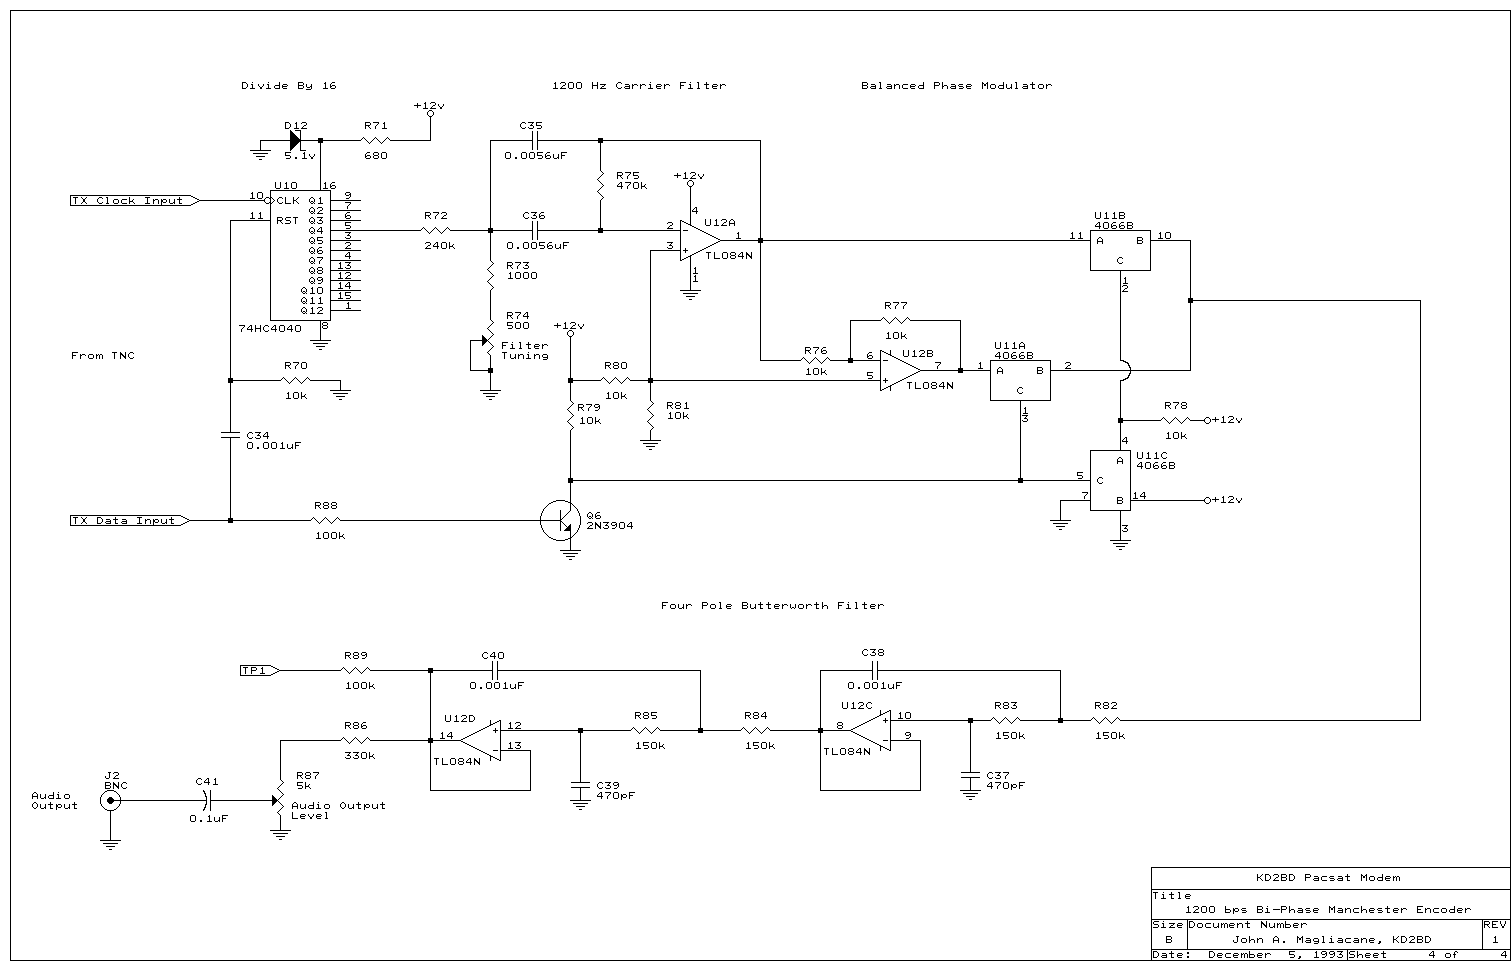 Divide By 16
1200 Hz Carrier Filter
Balanced Phase Modulator
+12v
D12
5.1v
R71
680
C35
0.0056uF
R75
470k
+12v
TX Clock Input
U10
16
10
CLK
11
RST
Q1 9
Q2 7
Q3 6
Q4 5
Q5 3
Q6 2
Q7 4
Q8 13
Q9 12
Q10 14
Q11 15
Q12 1
8
74HC4040
R72
240k
C36
0.0056uF
R73
1000
R74
500
Filter
Tuning
2
3
4
U12A
1
TL084N
11
-
+
U11B
4066B
11
A
B
10
C
12
From TNC
R70
10k
C34
0.001uF
+12v
R80
10k
R79
10k
R81
10k
R77
10k
R76
10k
6
5
U12B
7
TL084N
-
+
U11A
4066B
1
A
B
2
C
13
R78
10k
+12v
4
U11C
4066B
A
5
C
7
B
14
+12v
3
TX Data Input
R88
100k
Q6
2N3904
Four Pole Butterworth Filter
TP1
R89
100k
C40
0.001uF
C38
0.001uF
U12D
14
12
13
+
-
TL084N
R86
330k
R85
150k
R84
150k
U12C
8
10
9
+
-
TL084N
R83
150k
R82
150k
C39
470pF
C37
470pF
J2
BNC
Audio
Output
C41
0.1uF
R87
5k
Audio Output
Level
KD2BD Pacsat Modem
Title
1200 bps Bi-Phase Manchester Encoder
Size Document Number REV
B John A. Magliacane, KD2BD 1
Date: December 5, 1993 Sheet 4 of 4